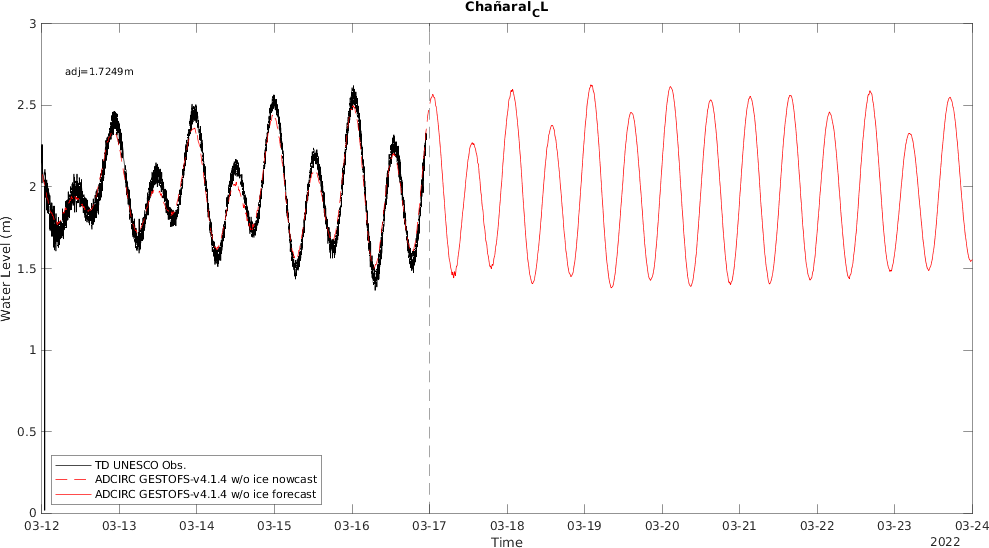 Chañaral_CL
adj=1.7249m
3
2.5
2
1.5
1
0.5
0
Water Level (m)
TD UNESCO Obs.
ADCIRC GESTOFS-v4.1.4 w/o ice nowcast
ADCIRC GESTOFS-v4.1.4 w/o ice forecast
03-12 03-13 03-14 03-15 03-16 03-17 03-18 03-19 03-20 03-21 03-22 03-23 03-24
Time
2022